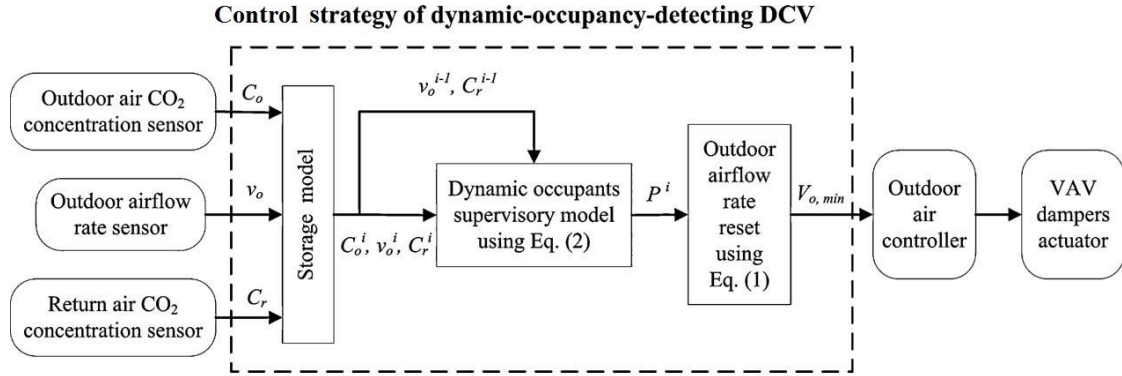 Control strategy of dynamic-occupancy-detecting DCV
Outdoor air CO₂
concentration sensor
Outdoor airflow
rate sensor
Return air CO₂
concentration sensor
C_o
v_o
C_r
Storage model
v_o^{i-1}, C_r^{i-1}
C_o^i, v_o^i, C_r^i
Dynamic occupants
supervisory model
using Eq. (2)
P^i
Outdoor
airflow
rate
reset
using
Eq. (1)
V_{o, min}
Outdoor
air
controller
VAV
dampers
actuator